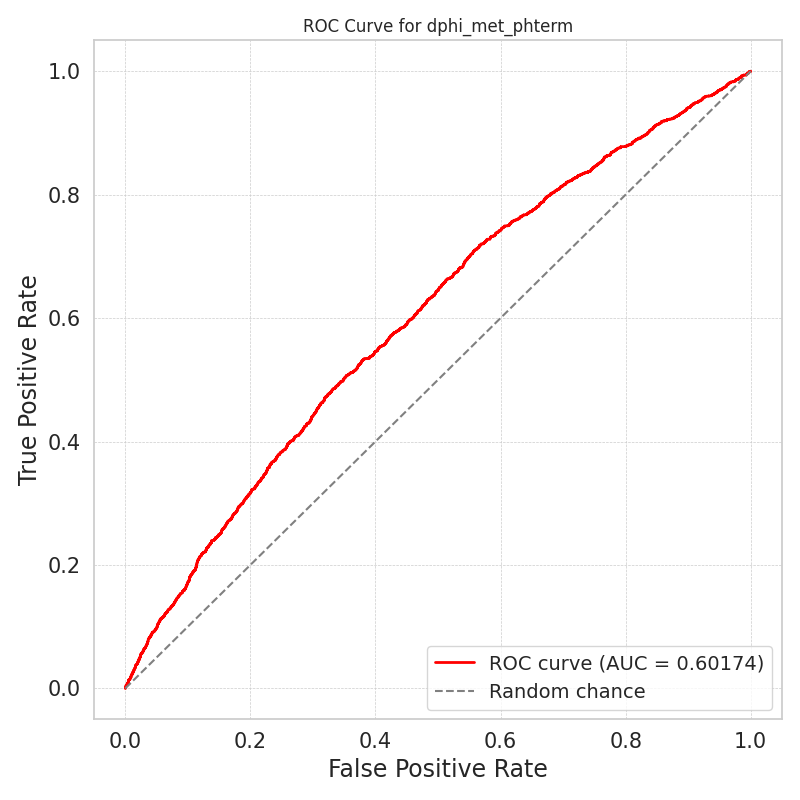 ROC Curve for dphi_met_phterm
True Positive Rate
1.0
0.8
0.6
0.4
0.2
0.0
ROC curve (AUC = 0.60174)
Random chance
0.0 0.2 0.4 0.6 0.8 1.0
False Positive Rate